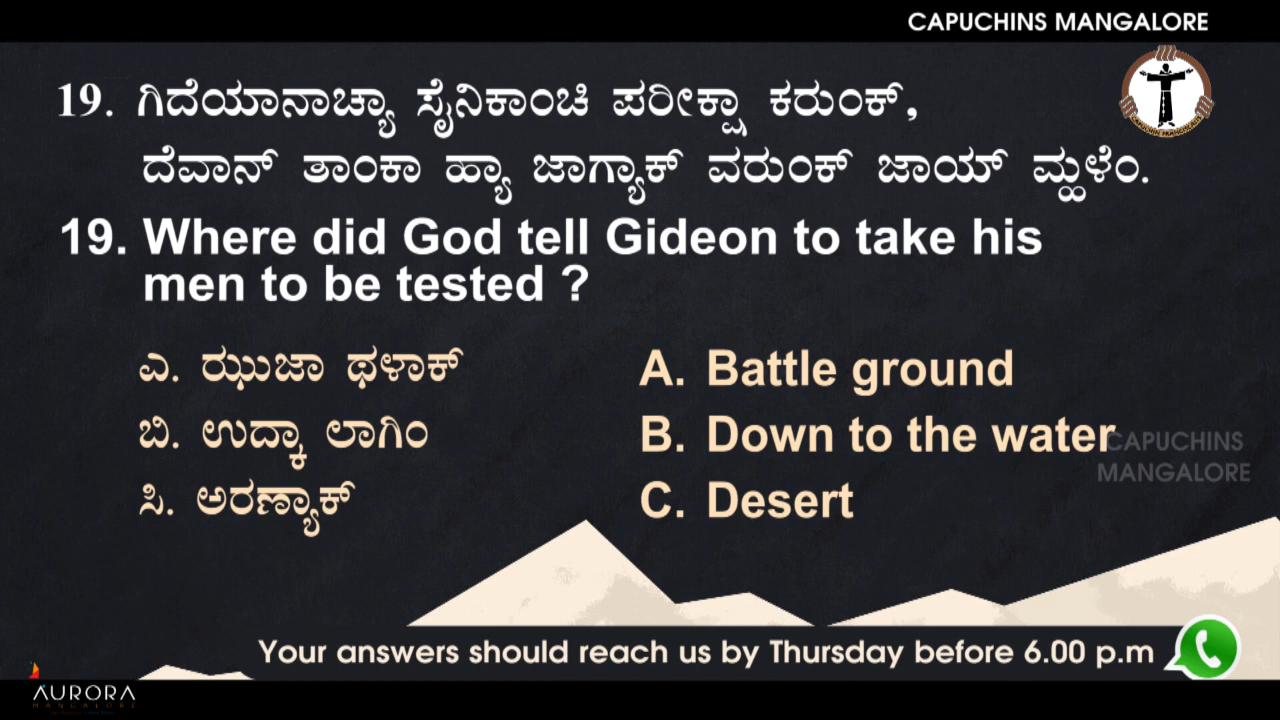 CAPUCHINS MANGALORE
19. ಗಿದೆಯಾನಾಚ್ಯಾ ಸೈನಿಕಾಂಚಿ ಪರೀಕ್ಷಾ ಕರುಂಕ್,
ದೆವಾನ್ ತಾಂಕಾ ಹ್ಯಾ ಜಾಗ್ಯಾಕ್ ವರುಂಕ್ ಜಾಯ್ ಮ್ಹಳೆಂ.
19. Where did God tell Gideon to take his
men to be tested ?
ಎ. ಝುಜಾ ಥಳಾಕ್
A. Battle ground
ಬಿ. ಉದ್ಕಾ ಲಾಗಿಂ
B. Down to the water
ಸಿ. ಅರಣ್ಯಾಕ್
C. Desert
CAPUCHINS
MANGALORE
Your answers should reach us by Thursday before 6.00 p.m
AURORA
MANGALORE